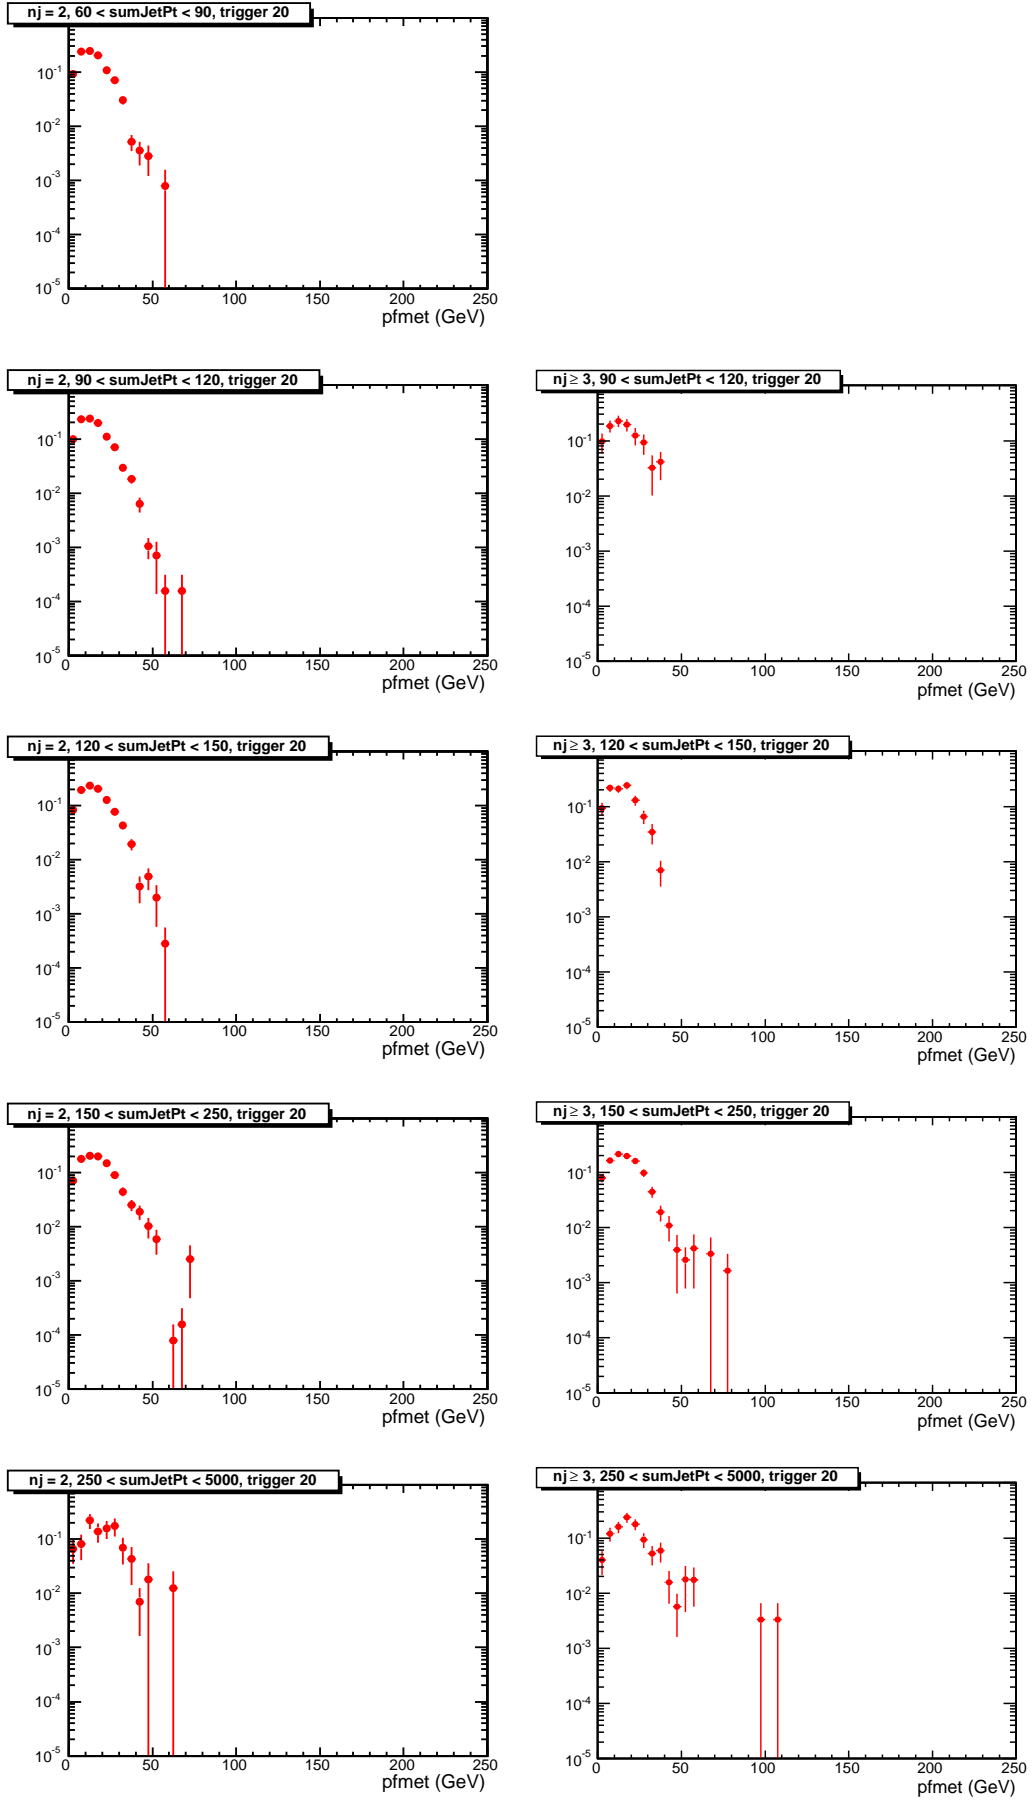 nj = 2, 60 < sumJetPt < 90, trigger 20
10⁻¹
10⁻²
10⁻³
10⁻⁴
10⁻⁵
0 50 100 150 200 250
pfmet (GeV)
nj = 2, 90 < sumJetPt < 120, trigger 20
10⁻¹
10⁻²
10⁻³
10⁻⁴
10⁻⁵
0 50 100 150 200 250
pfmet (GeV)
nj ≥ 3, 90 < sumJetPt < 120, trigger 20
10⁻¹
10⁻²
10⁻³
10⁻⁴
10⁻⁵
0 50 100 150 200 250
pfmet (GeV)
nj = 2, 120 < sumJetPt < 150, trigger 20
10⁻¹
10⁻²
10⁻³
10⁻⁴
10⁻⁵
0 50 100 150 200 250
pfmet (GeV)
nj ≥ 3, 120 < sumJetPt < 150, trigger 20
10⁻¹
10⁻²
10⁻³
10⁻⁴
10⁻⁵
0 50 100 150 200 250
pfmet (GeV)
nj = 2, 150 < sumJetPt < 250, trigger 20
10⁻¹
10⁻²
10⁻³
10⁻⁴
10⁻⁵
0 50 100 150 200 250
pfmet (GeV)
nj ≥ 3, 150 < sumJetPt < 250, trigger 20
10⁻¹
10⁻²
10⁻³
10⁻⁴
10⁻⁵
0 50 100 150 200 250
pfmet (GeV)
nj = 2, 250 < sumJetPt < 5000, trigger 20
10⁻¹
10⁻²
10⁻³
10⁻⁴
10⁻⁵
0 50 100 150 200 250
pfmet (GeV)
nj ≥ 3, 250 < sumJetPt < 5000, trigger 20
10⁻¹
10⁻²
10⁻³
10⁻⁴
10⁻⁵
0 50 100 150 200 250
pfmet (GeV)